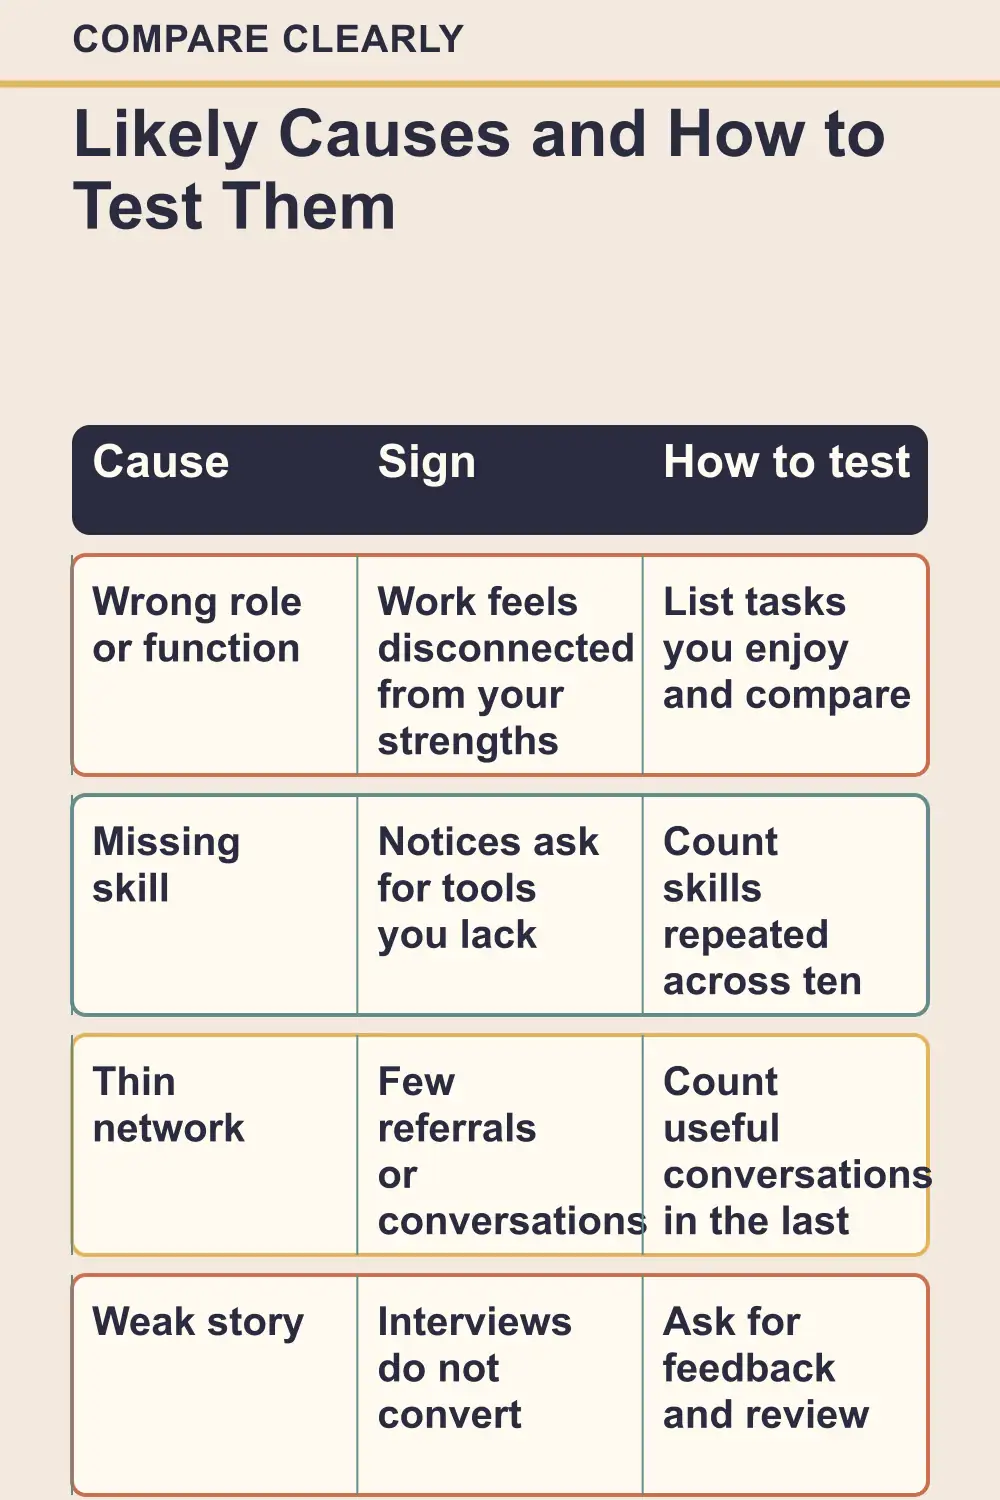 COMPARE CLEARLY
Likely Causes and How to
Test Them
Cause
Sign
How to test
Wrong role
or function
Work feels
disconnected
from your
strengths
List tasks
you enjoy
and compare
Missing
skill
Notices ask
for tools
you lack
Count
skills
repeated
across ten
Thin
network
Few
referrals
or
conversations
Count
useful
conversations
in the last
Weak story
Interviews
do not
convert
Ask for
feedback
and review